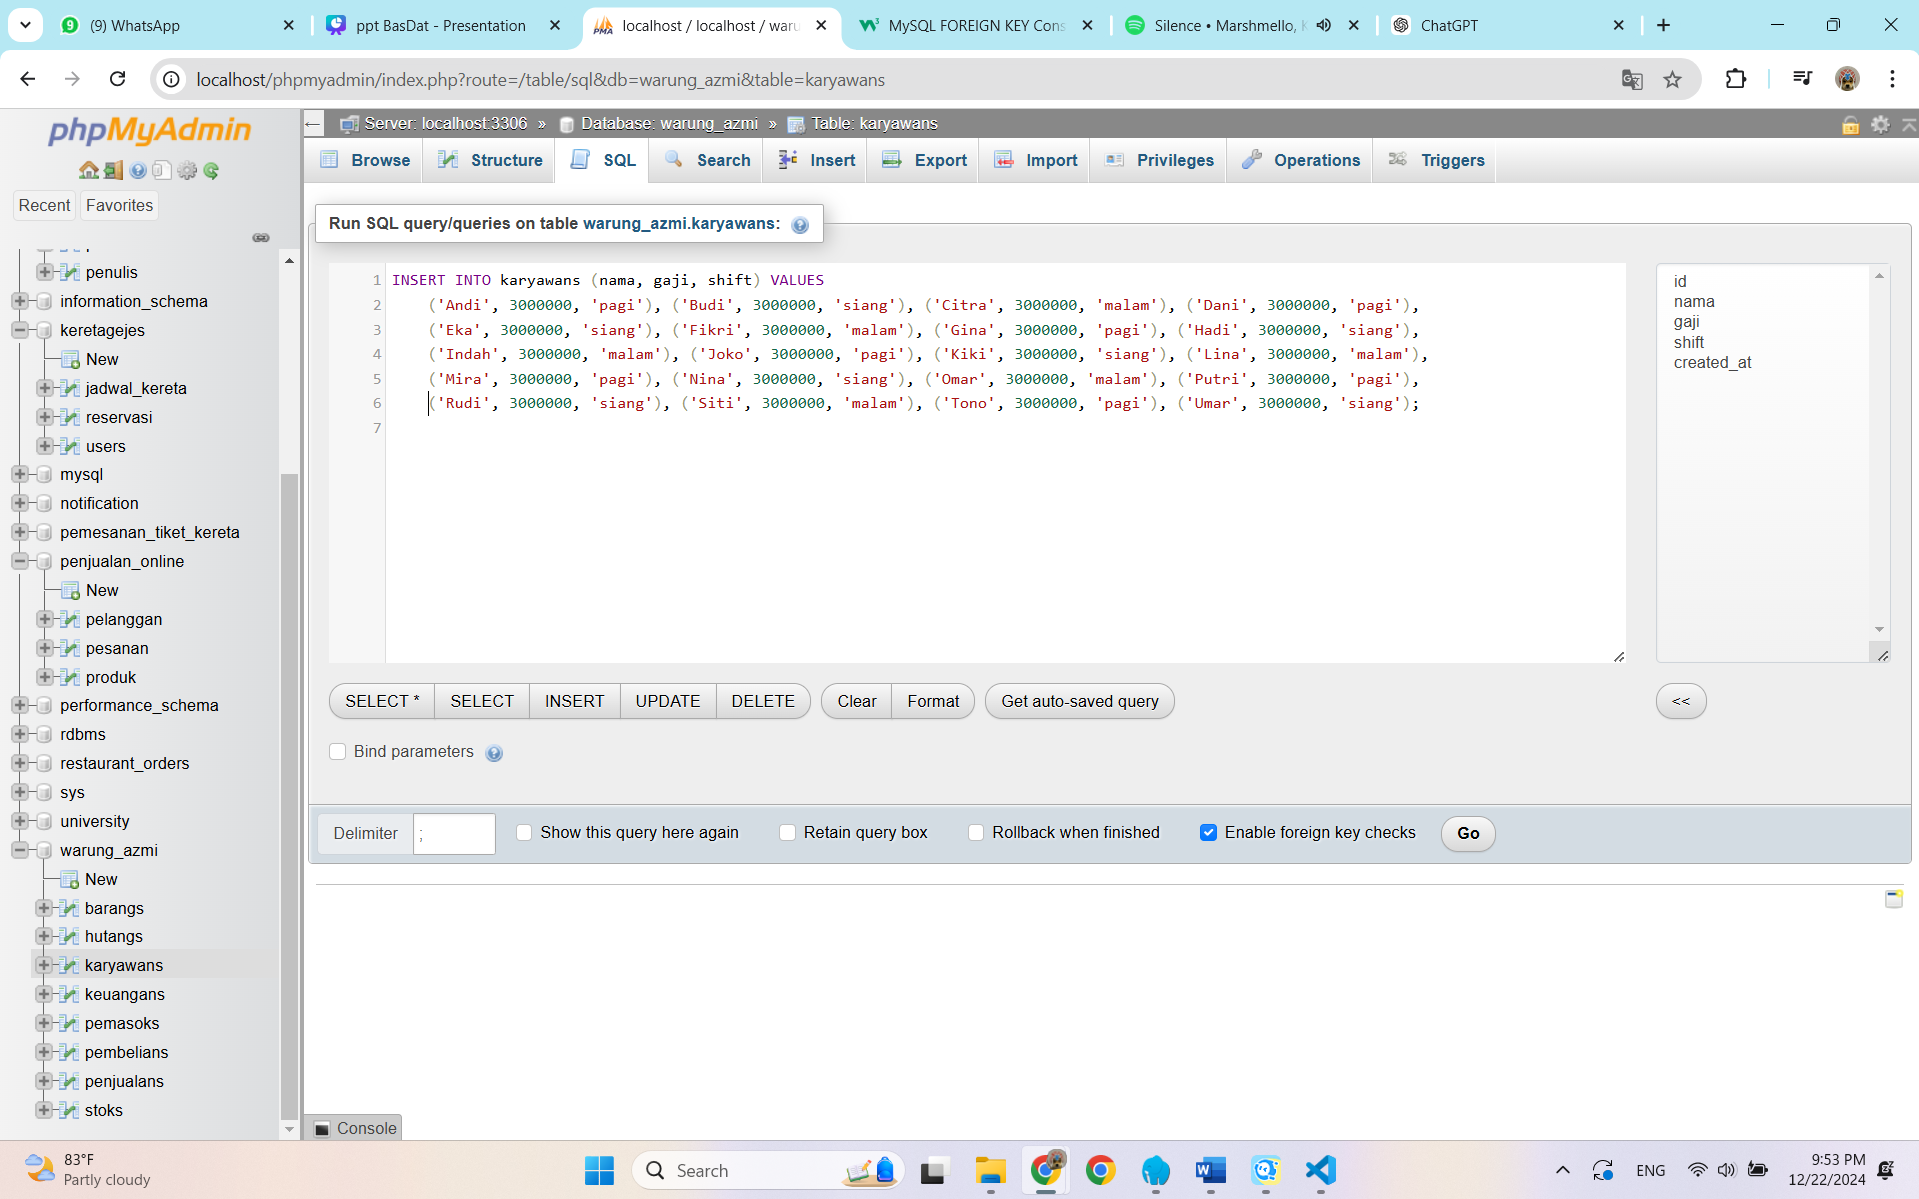 (9) WhatsApp
ppt BasDat - Presentation
localhost / localhost / waru
MySQL FOREIGN KEY Cons
Silence • Marshmello, K
ChatGPT
localhost/phpmyadmin/index.php?route=/table/sql&db=warung_azmi&table=karyawans
phpMyAdmin
Recent
Favorites
penulis
information_schema
keretagejes
New
jadwal_kereta
reservasi
users
mysql
notification
pemesanan_tiket_kereta
penjualan_online
New
pelanggan
pesanan
produk
performance_schema
rdbms
restaurant_orders
sys
university
warung_azmi
New
barangs
hutangs
karyawans
keuangans
pemasoks
pembelians
penjualans
stoks
Server: localhost:3306 » Database: warung_azmi » Table: karyawans
Browse
Structure
SQL
Search
Insert
Export
Import
Privileges
Operations
Triggers
Run SQL query/queries on table warung_azmi.karyawans:
1 INSERT INTO karyawans (nama, gaji, shift) VALUES
2 ('Andi', 3000000, 'pagi'), ('Budi', 3000000, 'siang'), ('Citra', 3000000, 'malam'), ('Dani', 3000000, 'pagi'),
3 ('Eka', 3000000, 'siang'), ('Fikri', 3000000, 'malam'), ('Gina', 3000000, 'pagi'), ('Hadi', 3000000, 'siang'),
4 ('Indah', 3000000, 'malam'), ('Joko', 3000000, 'pagi'), ('Kiki', 3000000, 'siang'), ('Lina', 3000000, 'malam'),
5 ('Mira', 3000000, 'pagi'), ('Nina', 3000000, 'siang'), ('Omar', 3000000, 'malam'), ('Putri', 3000000, 'pagi'),
6 ('Rudi', 3000000, 'siang'), ('Siti', 3000000, 'malam'), ('Tono', 3000000, 'pagi'), ('Umar', 3000000, 'siang');
7
id
nama
gaji
shift
created_at
SELECT *
SELECT
INSERT
UPDATE
DELETE
Clear
Format
Get auto-saved query
<<
Bind parameters
Delimiter
;
Show this query here again
Retain query box
Rollback when finished
Enable foreign key checks
Go
Console
83°F
Partly cloudy
Search
ENG
9:53 PM
12/22/2024